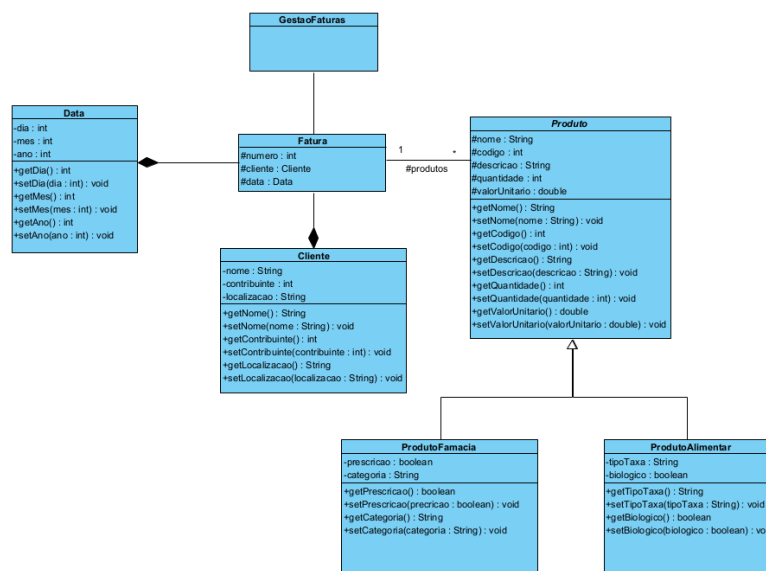 GestaoFaturas
Data
-dia : int
-mes : int
-ano : int
+getDia() : int
+setDia(dia : int) : void
+getMes() : int
+setMes(mes : int) : void
+getAno() : int
+setAno(ano : int) : void
Fatura
#numero : int
#cliente : Cliente
#data : Data
1
*
#produtos
Produto
#nome : String
#codigo : int
#descricao : String
#quantidade : int
#valorUnitario : double
+getNome() : String
+setNome(nome : String) : void
+getCodigo() : int
+setCodigo(codigo : int) : void
+getDescricao() : String
+setDescricao(descricao : String) : void
+getQuantidade() : int
+setQuantidade(quantidade : int) : void
+getValorUnitario() : double
+setValorUnitario(valorUnitario : double) : void
Cliente
-nome : String
-contribuinte : int
-localizacao : String
+getNome() : String
+setNome(nome : String) : void
+getContribuinte() : int
+setContribuinte(contribuinte : int) : void
+getLocalizacao() : String
+setLocalizacao(localizacao : String) : void
ProdutoFamacia
-prescricao : boolean
-categoria : String
+getPrescricao() : boolean
+setPrescricao(precricao : boolean) : void
+getCategoria() : String
+setCategoria(categoria : String) : void
ProdutoAlimentar
-tipoTaxa : String
-biologico : boolean
+getTipoTaxa() : String
+setTipoTaxa(tipoTaxa : String) : void
+getBiologico() : boolean
+setBiologico(biologico : boolean) : vo